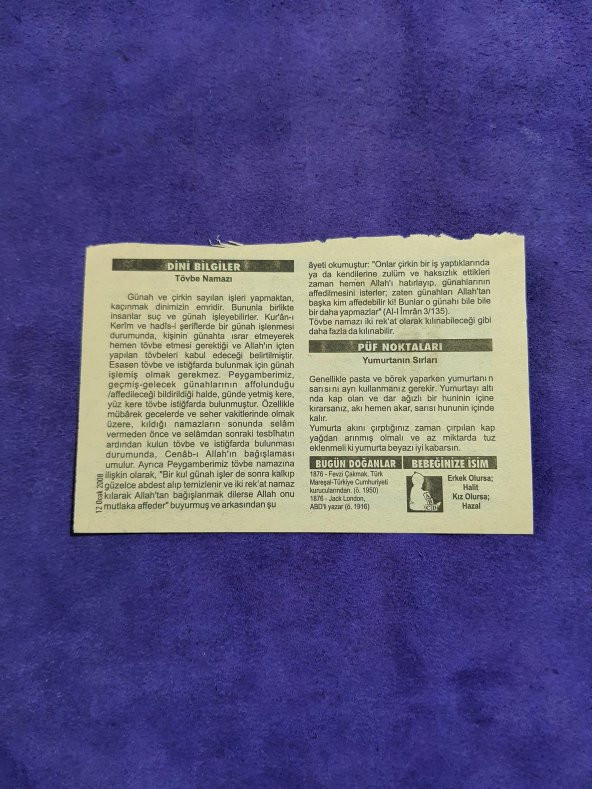 DİNİ BİLGİLER
Tövbe Namazı
Günah ve çirkin sayılan işleri yapmaktan,
kaçınmak dinimizin emridir. Bununla birlikte
insanlar suç ve günah işleyebilirler. Kur'ân-ı
Kerîm ve hadîs-i şeriflerde bir günah işlenmesi
durumunda, kişinin günahta ısrar etmeyerek
hemen tövbe etmesi gerektiği ve Allah'ın içten
yapılan tövbeleri kabul edeceği belirtilmiştir.
Esasen tövbe ve istiğfarda bulunmak için günah
işlemiş olmak gerekmez. Peygamberimiz,
geçmiş-gelecek günahlarının affolunduğu
/affedileceği bildirildiği halde, günde yetmiş kere,
yüz kere tövbe istiğfarda bulunmuştur. Özellikle
mübârek gecelerde ve seher vakitlerinde olmak
üzere, kıldığı namazların sonunda selâm
vermeden önce ve selâmdan sonraki tesbîhatın
ardından kulun tövbe ve istiğfarda bulunması
durumunda, Cenâb-ı Allah'ın bağışlaması
umulur. Ayrıca Peygamberimiz tövbe namazına
ilişkin olarak, "Bir kul günah işler de sonra kalkıp
güzelce abdest alıp temizlenir ve iki rek'at namaz
kılarak Allah'tan bağışlanmak dilerse Allah onu
mutlaka affeder" buyurmuş ve arkasından şu
12 Ocak 2008
âyeti okumuştur: "Onlar çirkin bir iş yaptıklarında
ya da kendilerine zulüm ve haksızlık ettikleri
zaman hemen Allah'ı hatırlayıp, günahlarının
affedilmesini isterler; zaten günahları Allah'tan
başka kim affedebilir ki! Bunlar o günahı bile bile
bir daha yapmazlar" (Al-I İmrân 3/135).
Tövbe namazı iki rek'at olarak kılınabileceği gibi
daha fazla da kılınabilir.
PÜF NOKTALARI
Yumurtanın Sırları
Genellikle pasta ve börek yaparken yumurtanın
sarısını ayrı kullanmanız gerekir. Yumurtayı altı
nda kap olan ve dar ağızlı bir huninin içine
kırarsanız, akı hemen akar, sarısı hununin içinde
kalır.
Yumurta akını çırptığınız zaman çırpılan kap
yağdan arınmış olmalı ve az miktarda tuz
eklenmeli ki yumurta beyazı iyi kabarsın.
BUGÜN DOĞANLAR
1876 - Fevzi Çakmak, Türk
Mareşal-Türkiye Cumhuriyeti
kurucularından. (ö. 1950)
1876 - Jack London,
ABD'li yazar (ö. 1916)
BEBEĞİNİZE İSİM
Erkek Olursa;
Halit
Kız Olursa;
Hazal